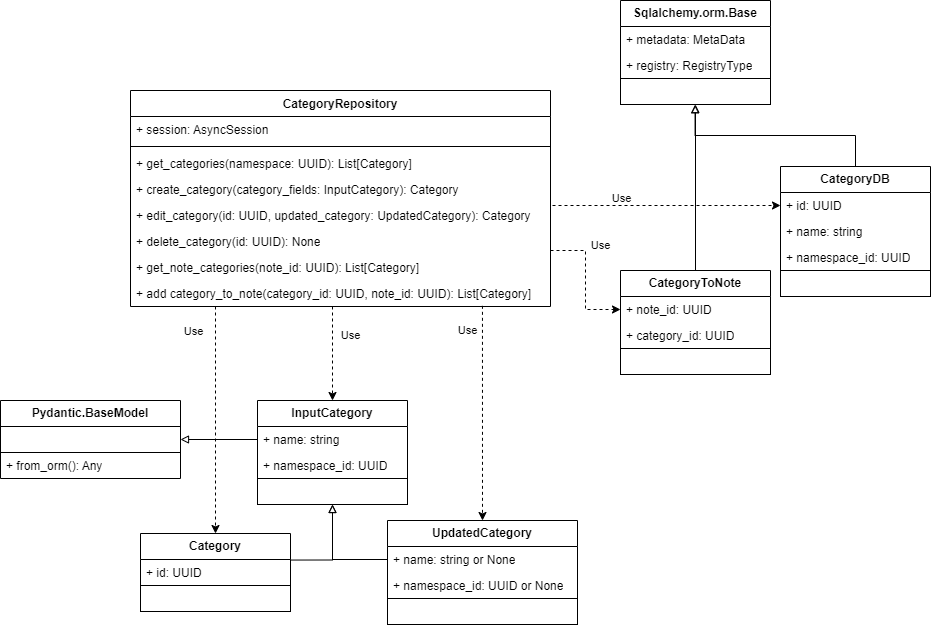 Sqlalchemy.orm.Base
+ metadata: MetaData
+ registry: RegistryType
CategoryRepository
+ session: AsyncSession
+ get_categories(namespace: UUID): List[Category]
+ create_category(category_fields: InputCategory): Category
+ edit_category(id: UUID, updated_category: UpdatedCategory): Category
+ delete_category(id: UUID): None
+ get_note_categories(note_id: UUID): List[Category]
+ add category_to_note(category_id: UUID, note_id: UUID): List[Category]
Use
Use
CategoryDB
+ id: UUID
+ name: string
+ namespace_id: UUID
CategoryToNote
+ note_id: UUID
+ category_id: UUID
Use
Use
Use
Pydantic.BaseModel
+ from_orm(): Any
InputCategory
+ name: string
+ namespace_id: UUID
Category
+ id: UUID
UpdatedCategory
+ name: string or None
+ namespace_id: UUID or None